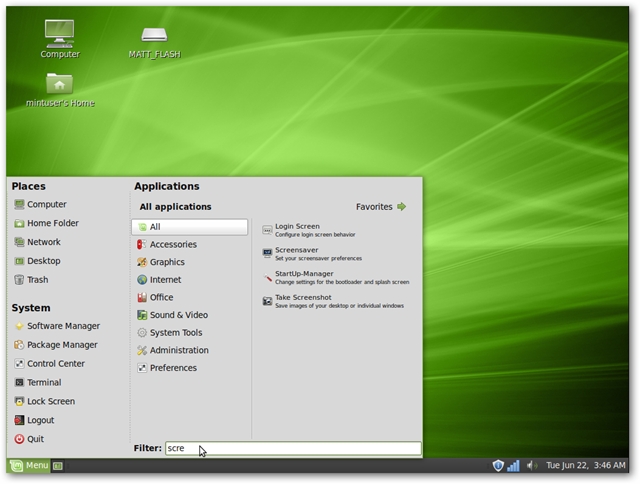 Computer
MATT_FLASH
mintuser's Home
Places
Computer
Home Folder
Network
Desktop
Trash
System
Software Manager
Package Manager
Control Center
Terminal
Lock Screen
Logout
Quit
Applications
All applications
Favorites
All
Accessories
Graphics
Internet
Office
Sound & Video
System Tools
Administration
Preferences
Login Screen
Configure login screen behavior
Screensaver
Set your screensaver preferences
StartUp-Manager
Change settings for the bootloader and splash screen
Take Screenshot
Save images of your desktop or individual windows
Filter: scre
Menu
Tue Jun 22, 3:46 AM